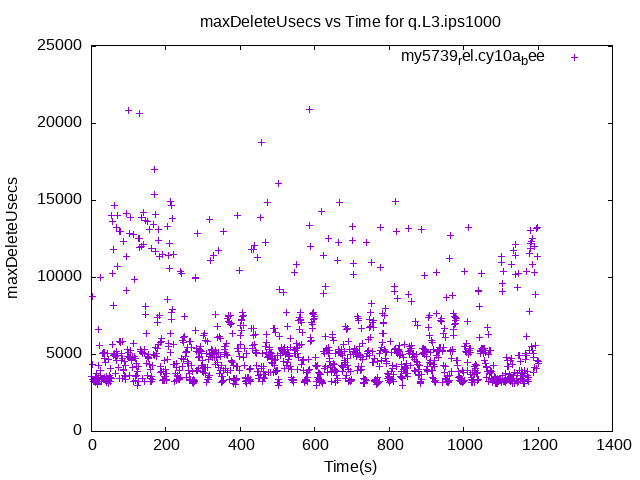 maxDeleteUsecs vs Time for q.L3.ips1000
my5739rel.cy10abee
25000
20000
15000
10000
5000
0
maxDeleteUsecs
0 200 400 600 800 1000 1200 1400
Time(s)